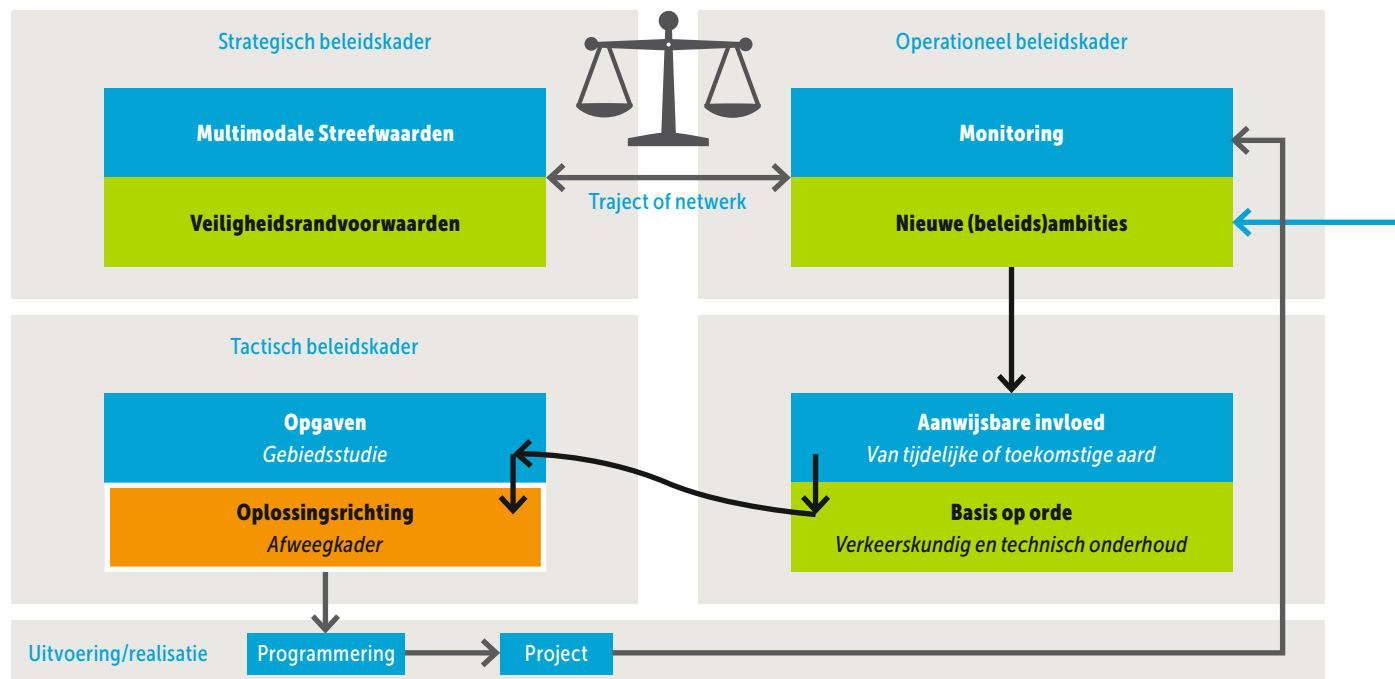 Strategisch beleidskader
Multimodale Streefwaarden
Veiligheidsrandvoorwaarden
Traject of netwerk
Operationeel beleidskader
Monitoring
Nieuwe (beleids)ambities
Tactisch beleidskader
Opgaven
Gebiedsstudie
Oplossingsrichting
Afweegkader
Aanwijsbare invloed
Van tijdelijke of toekomstige aard
Basis op orde
Verkeerskundig en technisch onderhoud
Uitvoering/realisatie
Programmering
Project